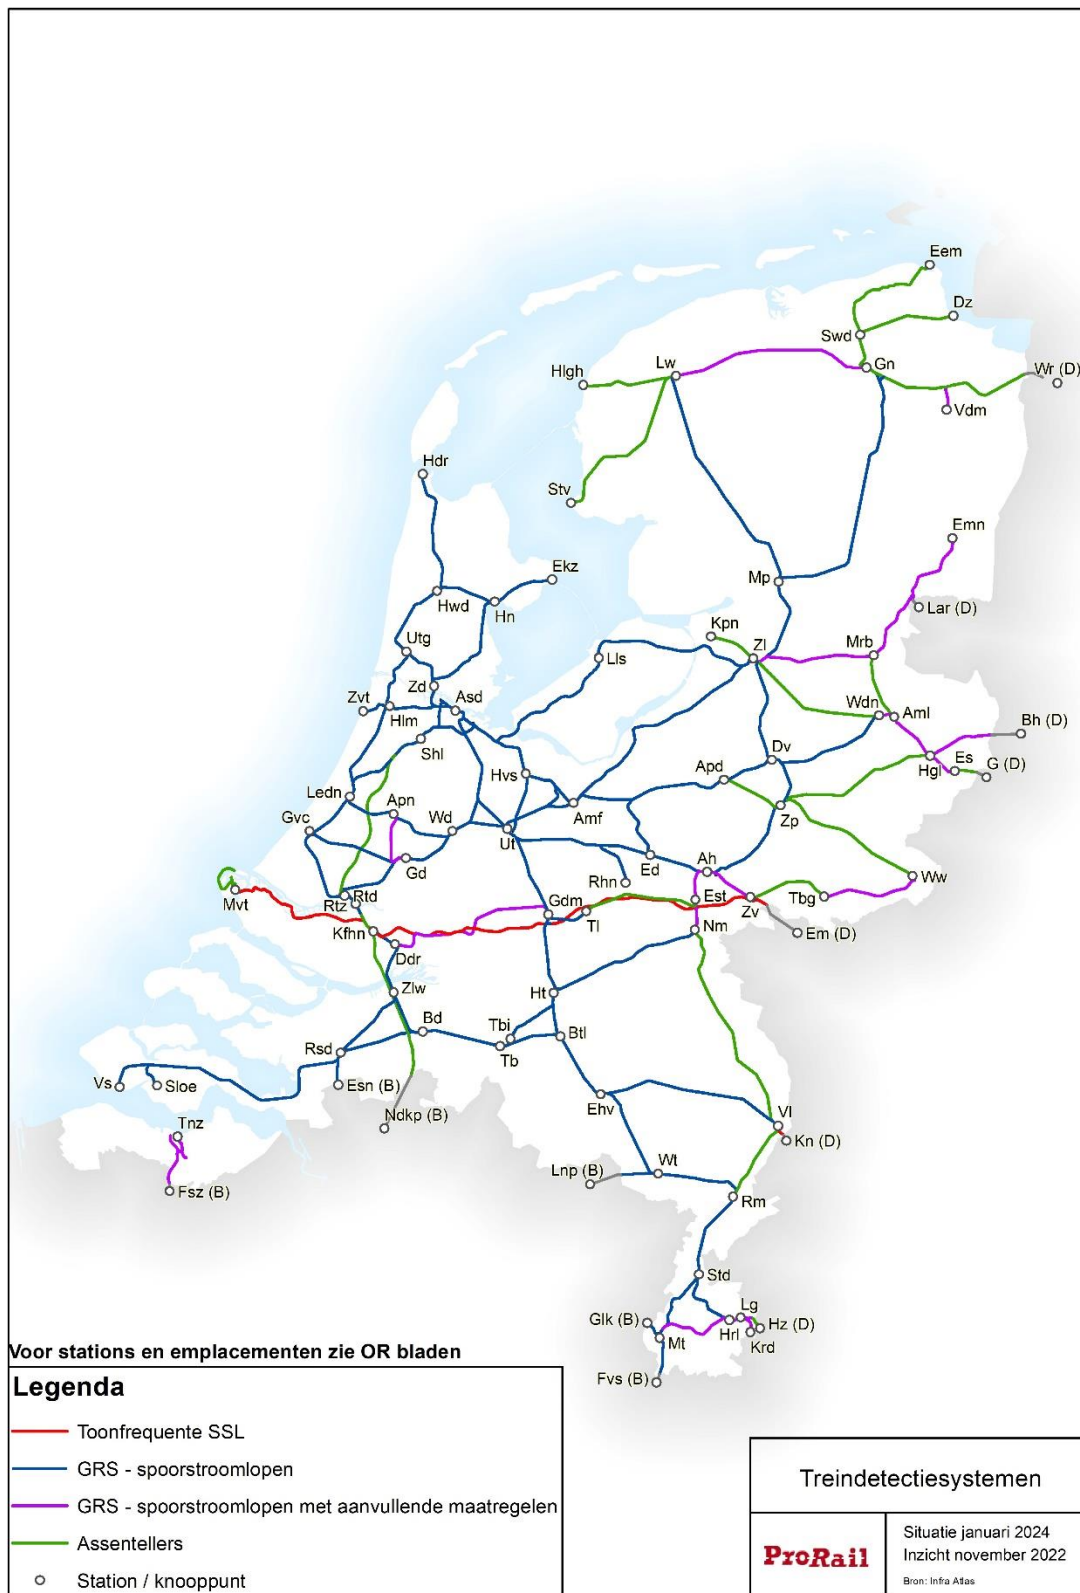 Eem
Dz
Swd
Lw
Gn
Hlgh
Wr (D)
Vdm
Hdr
Stv
Emn
Ekz
Mp
Hwd
Hn
Lar (D)
Kpn
Utg
Zl
Mrb
Lls
Zd
Zvt
Asd
Wdn
Aml
Hlm
Bh (D)
Shl
Dv
Hgl
Es
G (D)
Hvs
Apd
Ledn
Apn
Gvc
Wd
Amf
Zp
Ut
Gd
Ed
Ah
Rhn
Ww
Mvt
Rtz
Rtd
Gdm
Est
Tbg
Tl
Zv
Kfhn
Nm
Em (D)
Ddr
Zlw
Ht
Bd
Tbi
Btl
Rsd
Tb
Vs
Sloe
Esn (B)
Ehv
Ndkp (B)
Vl
Tnz
Kn (D)
Lnp (B)
Wt
Fsz (B)
Rm
Std
Glk (B)
Lg
Hrl
Hz (D)
Mt
Krd
Fvs (B)
Voor stations en emplacementen zie OR bladen
Legenda
Toonfrequente SSL
GRS - spoorstroomlopen
GRS - spoorstroomlopen met aanvullende maatregelen
Assentellers
Station / knooppunt
Treindetectiesystemen
ProRail
Situatie januari 2024
Inzicht november 2022
Bron: Infra Atlas